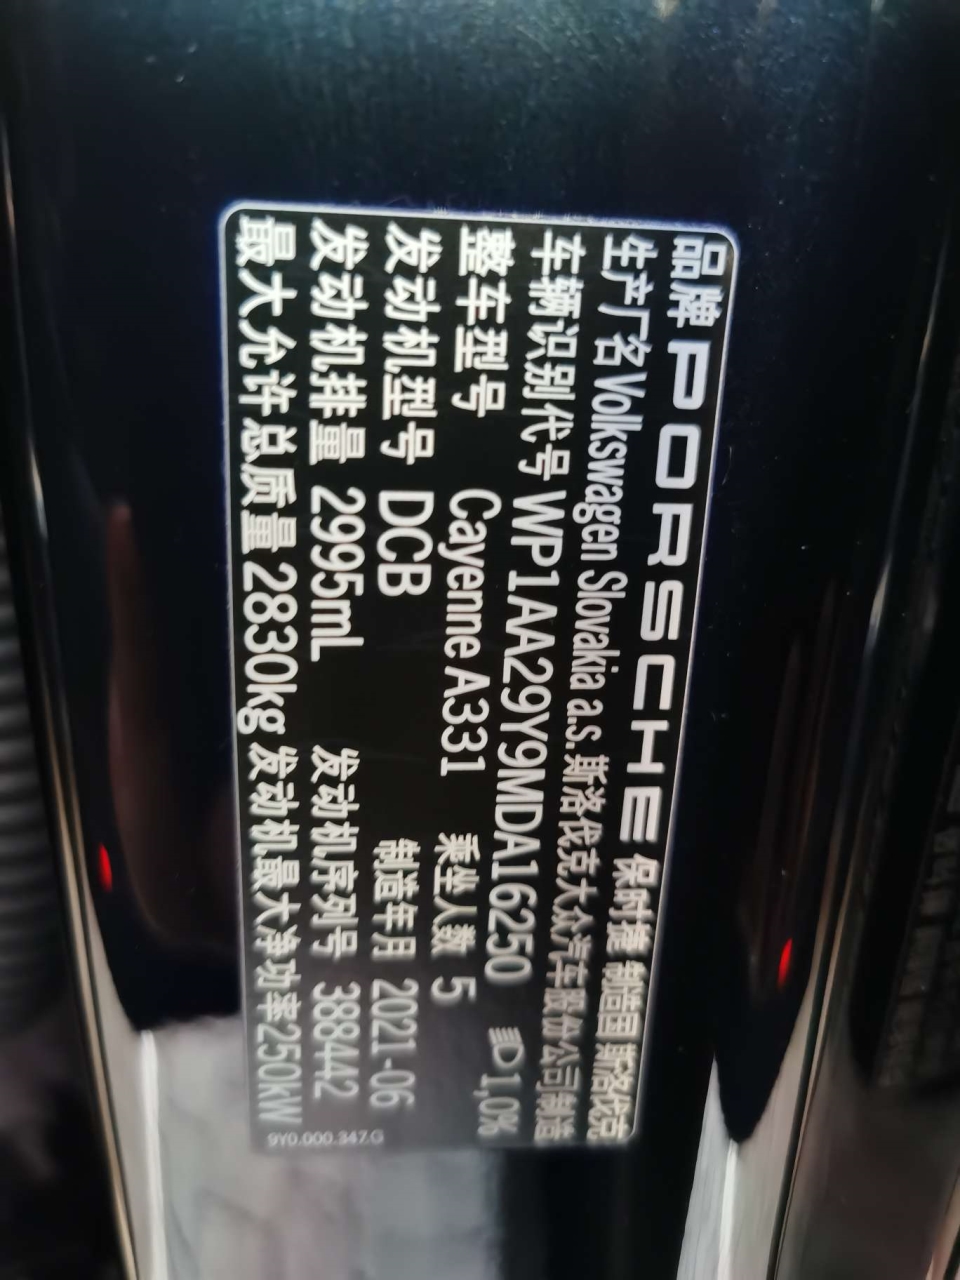 品牌 PORSCHE 保时捷 制造国 斯洛伐克
生产厂名 Volkswagen Slovakia a.s. 斯洛伐克大众汽车股份公司制造
车辆识别代号 WP1AA29Y9MDA16250 1,0%
整车型号 Cayenne A331 乘坐人数 5
发动机型号 DCB 制造年月 2021-06
发动机排量 2995mL 发动机序列号 388442
最大允许总质量 2830kg 发动机最大净功率 250kW
9Y0.000.347.G